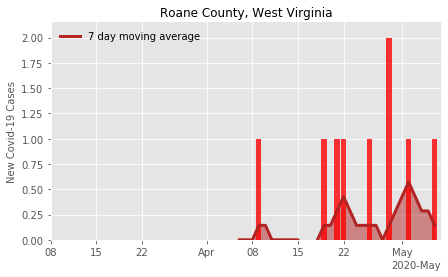 Roane County, West Virginia
7 day moving average
New Covid-19 Cases
2.00
1.75
1.50
1.25
1.00
0.75
0.50
0.25
0.00
08 15 22 Apr 08 15 22 May
2020-May